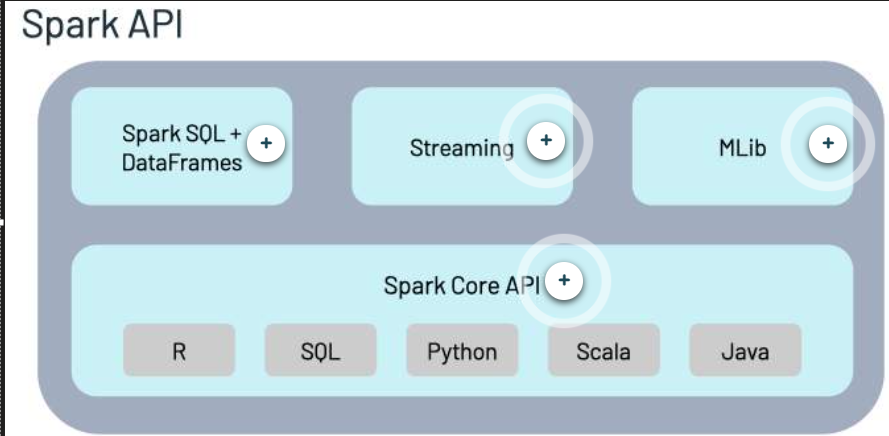 Spark API
Spark SQL +
DataFrames
+
Streaming
+
MLib
+
Spark Core API
+
R
SQL
Python
Scala
Java